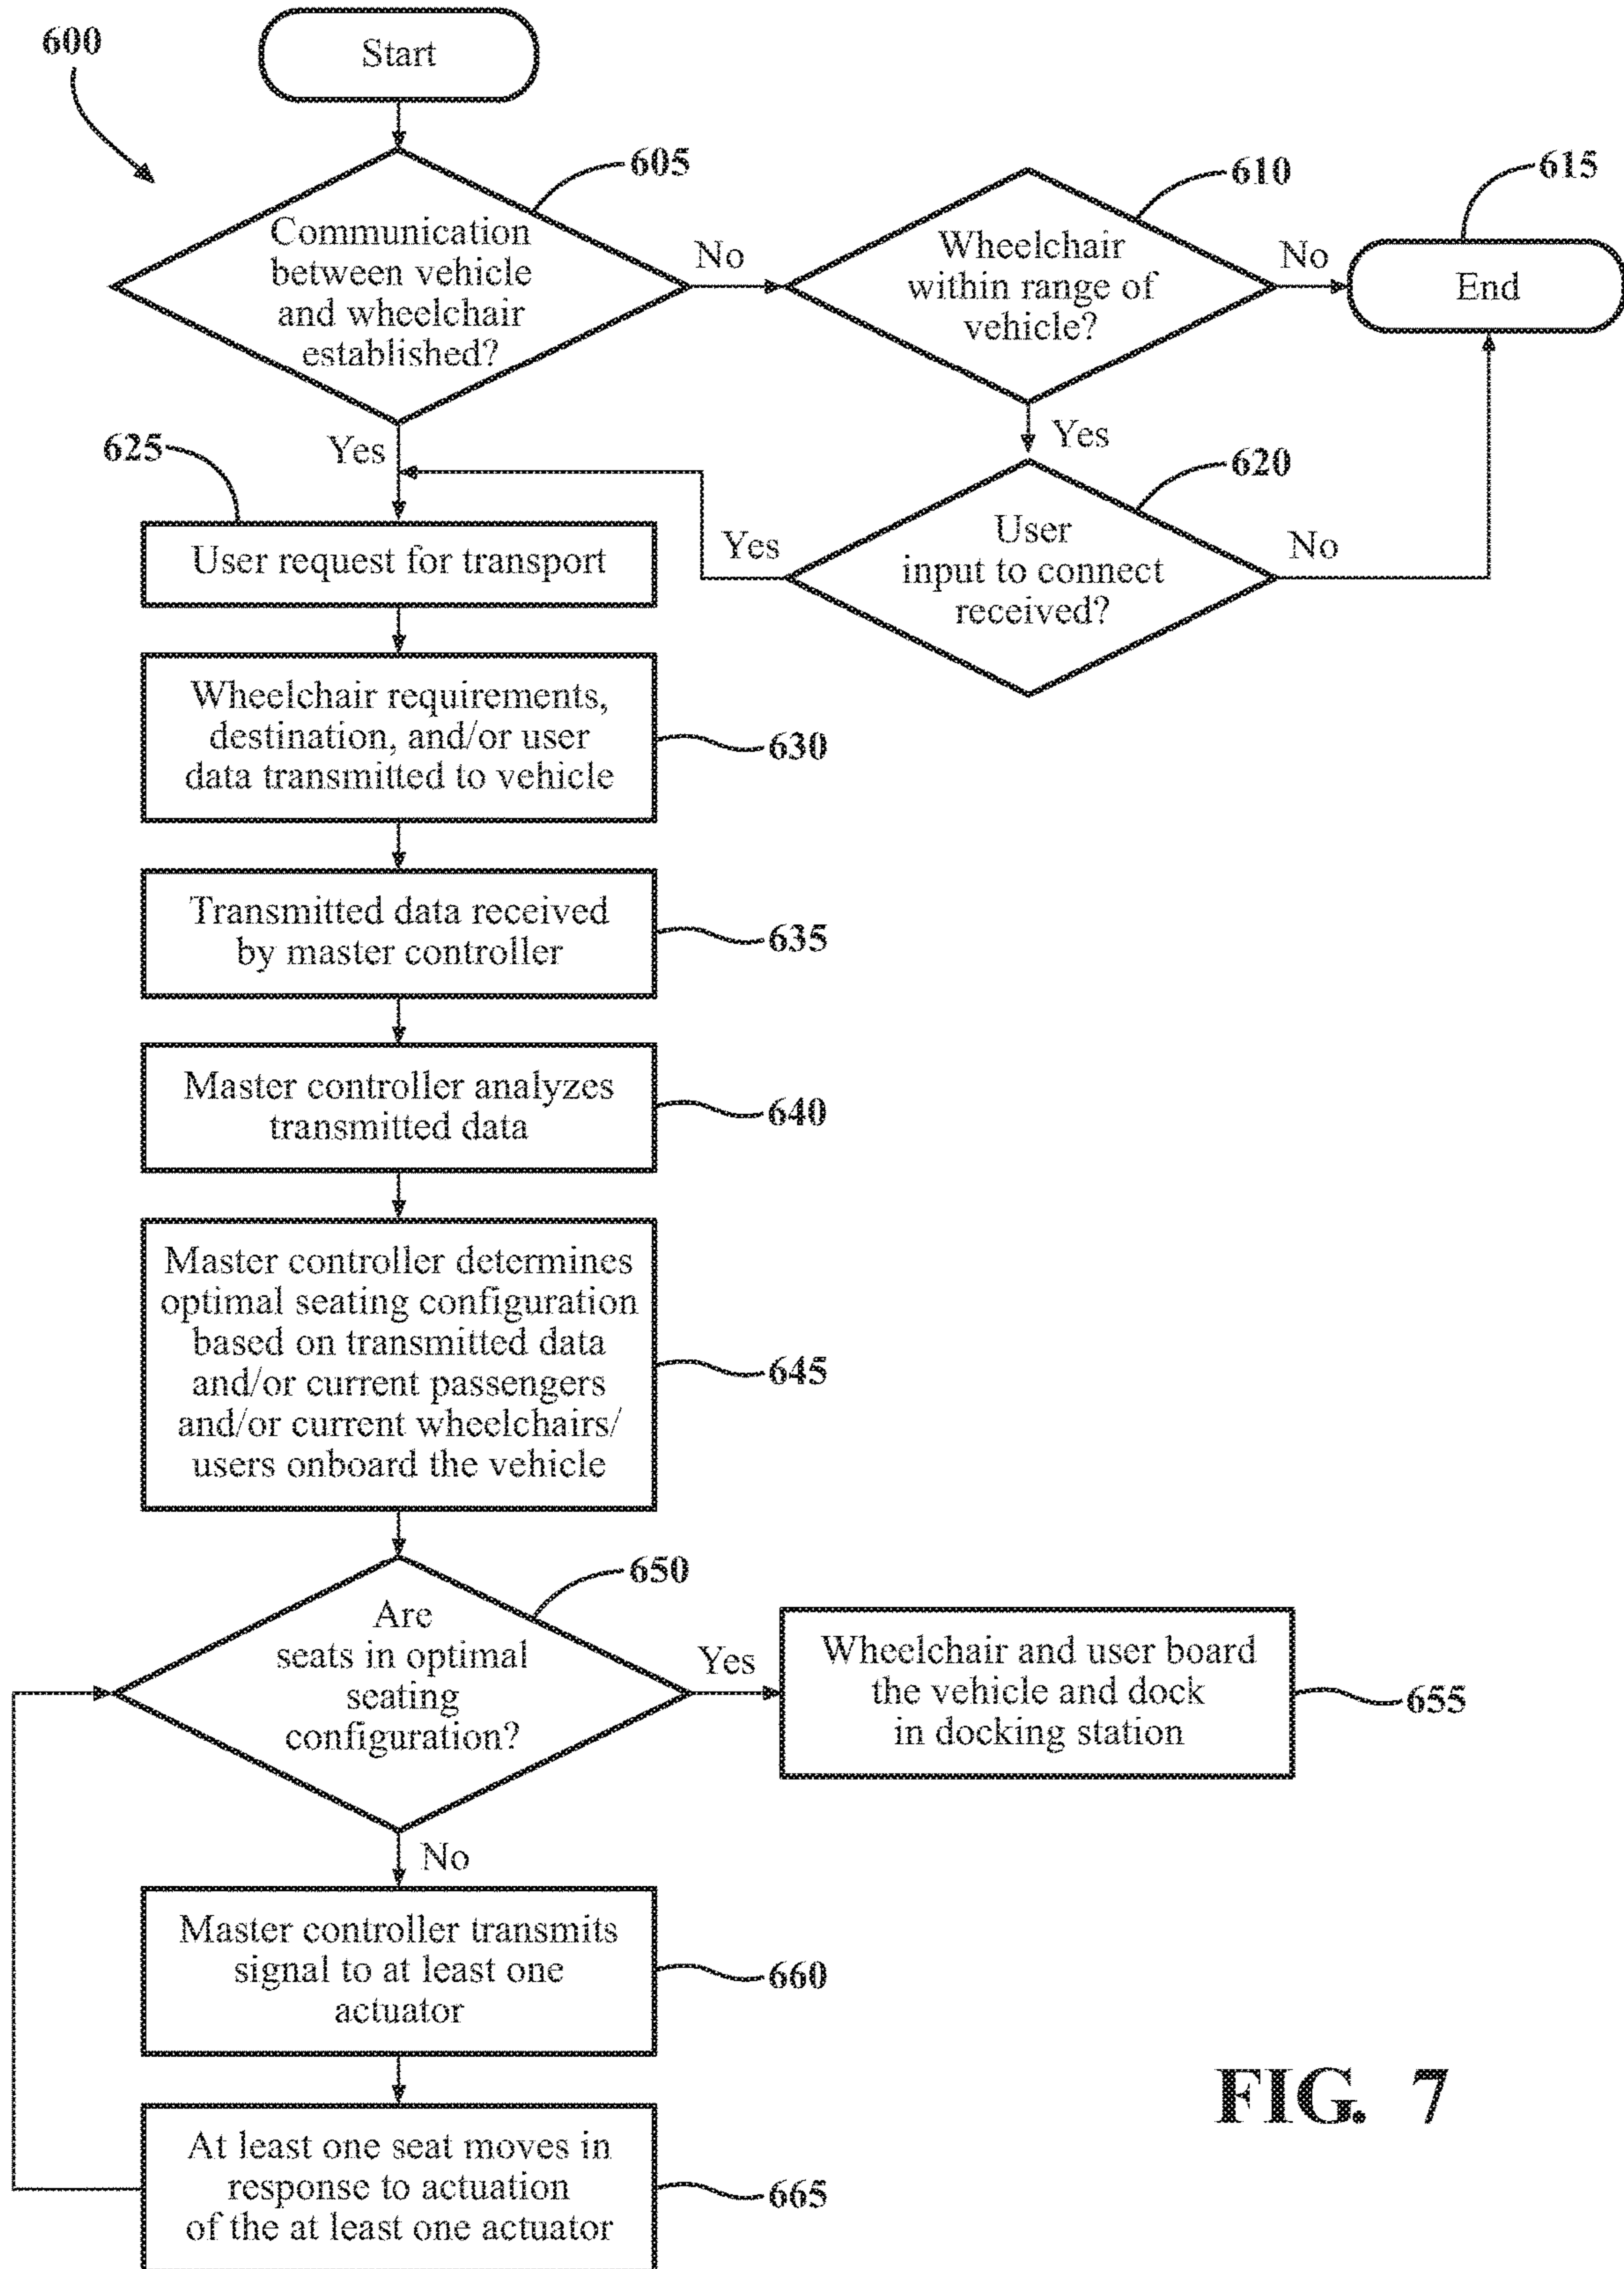 600
Start
605
Communication
between vehicle
and wheelchair
established?
No
610
Wheelchair
within range of
vehicle?
No
615
End
Yes
Yes
620
User
input to connect
received?
Yes
No
625
User request for transport
Wheelchair requirements,
destination, and/or user
data transmitted to vehicle
630
Transmitted data received
by master controller
635
Master controller analyzes
transmitted data
640
Master controller determines
optimal seating configuration
based on transmitted data
and/or current passengers
and/or current wheelchairs/
users onboard the vehicle
645
650
Are
seats in optimal
seating
configuration?
Yes
Wheelchair and user board
the vehicle and dock
in docking station
655
No
Master controller transmits
signal to at least one
actuator
660
At least one seat moves in
response to actuation
of the at least one actuator
665
FIG. 7